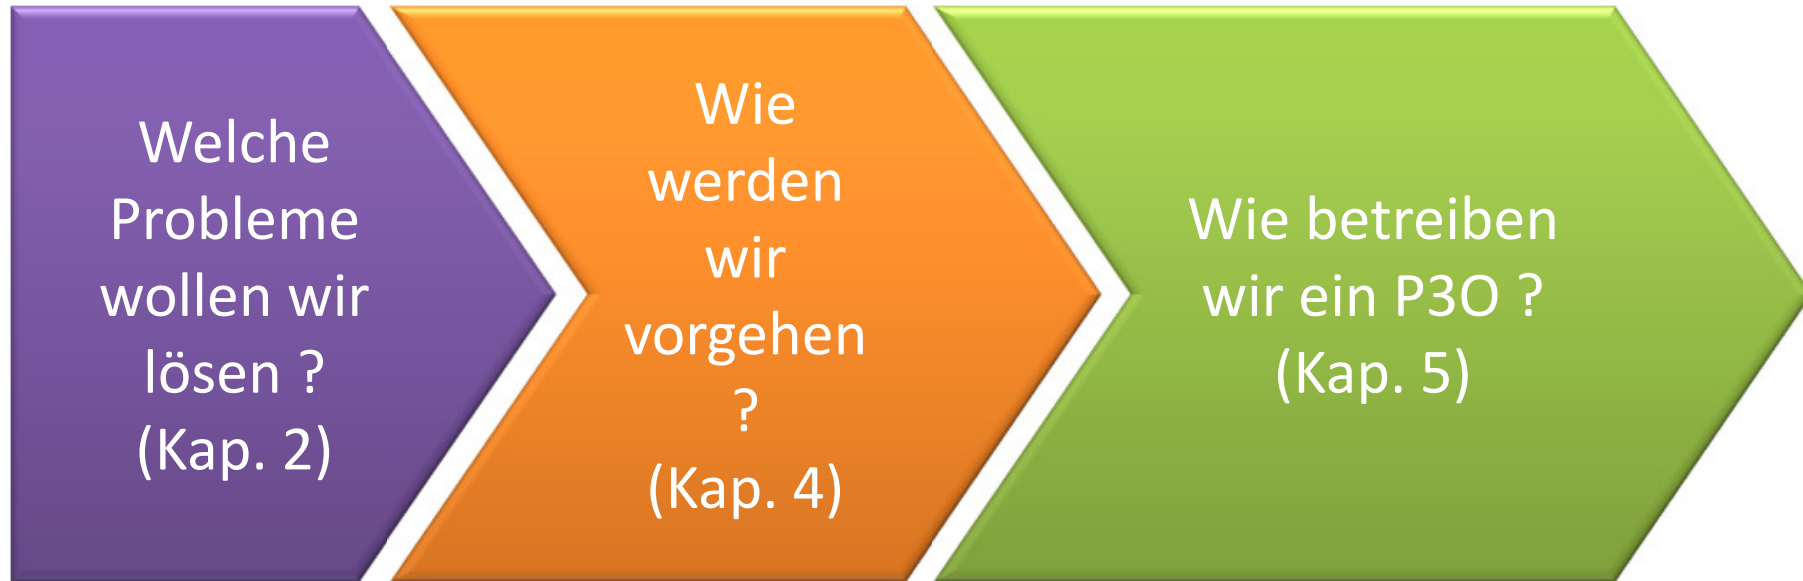 Welche
Probleme
wollen wir
lösen ?
(Kap. 2)
Wie
werden
wir
vorgehen
?
(Kap. 4)
Wie betreiben
wir ein P3O ?
(Kap. 5)